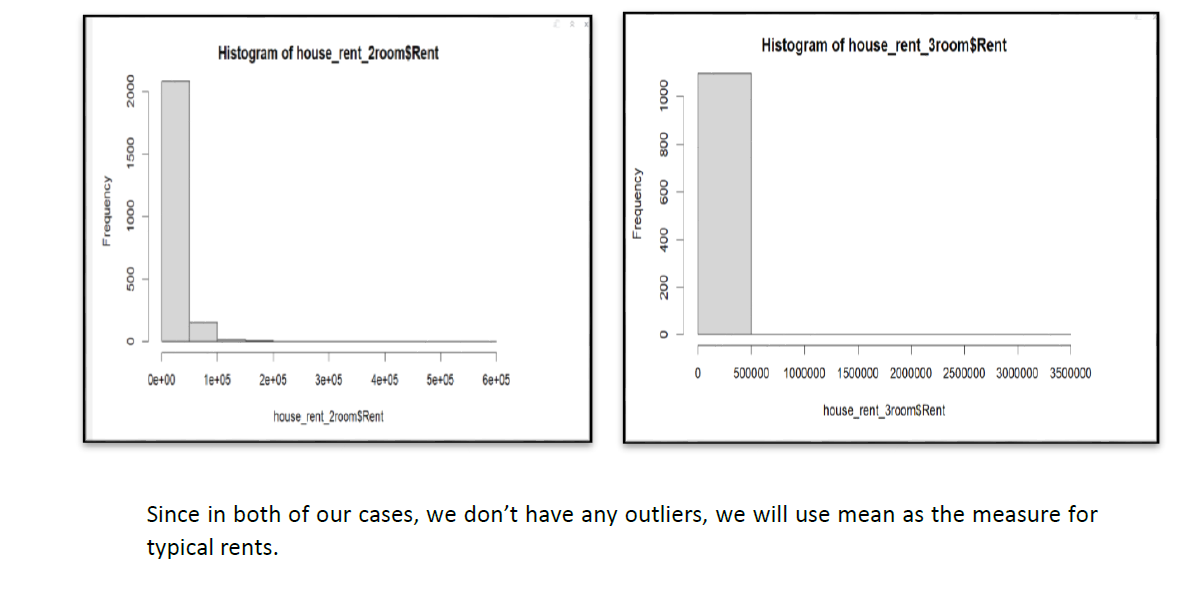 Histogram of house_rent_2room$Rent
Frequency
2000
1500
1000
500
0
0e+00 1e+05 2e+05 3e+05 4e+05 5e+05 6e+05
house_rent_2room$Rent
Histogram of house_rent_3room$Rent
Frequency
1000
800
600
400
200
0
0 500000 1000000 1500000 2000000 2500000 3000000 3500000
house_rent_3room$Rent
Since in both of our cases, we don’t have any outliers, we will use mean as the measure for
typical rents.